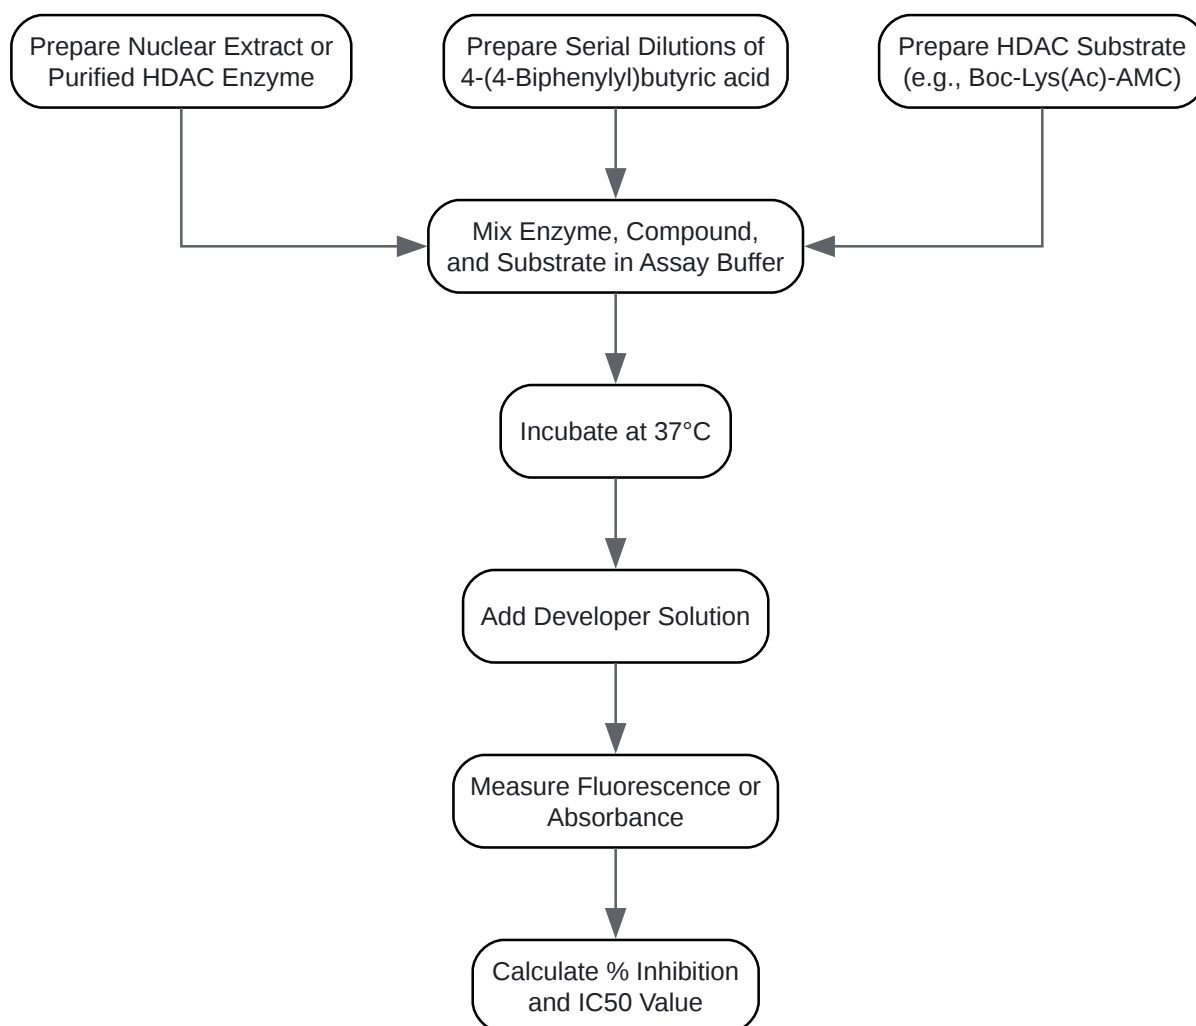 Prepare Nuclear Extract or
Purified HDAC Enzyme
Prepare Serial Dilutions of
4-(4-Biphenylyl)butyric acid
Prepare HDAC Substrate
(e.g., Boc-Lys(Ac)-AMC)
Mix Enzyme, Compound,
and Substrate in Assay Buffer
Incubate at 37°C
Add Developer Solution
Measure Fluorescence or
Absorbance
Calculate % Inhibition
and IC50 Value